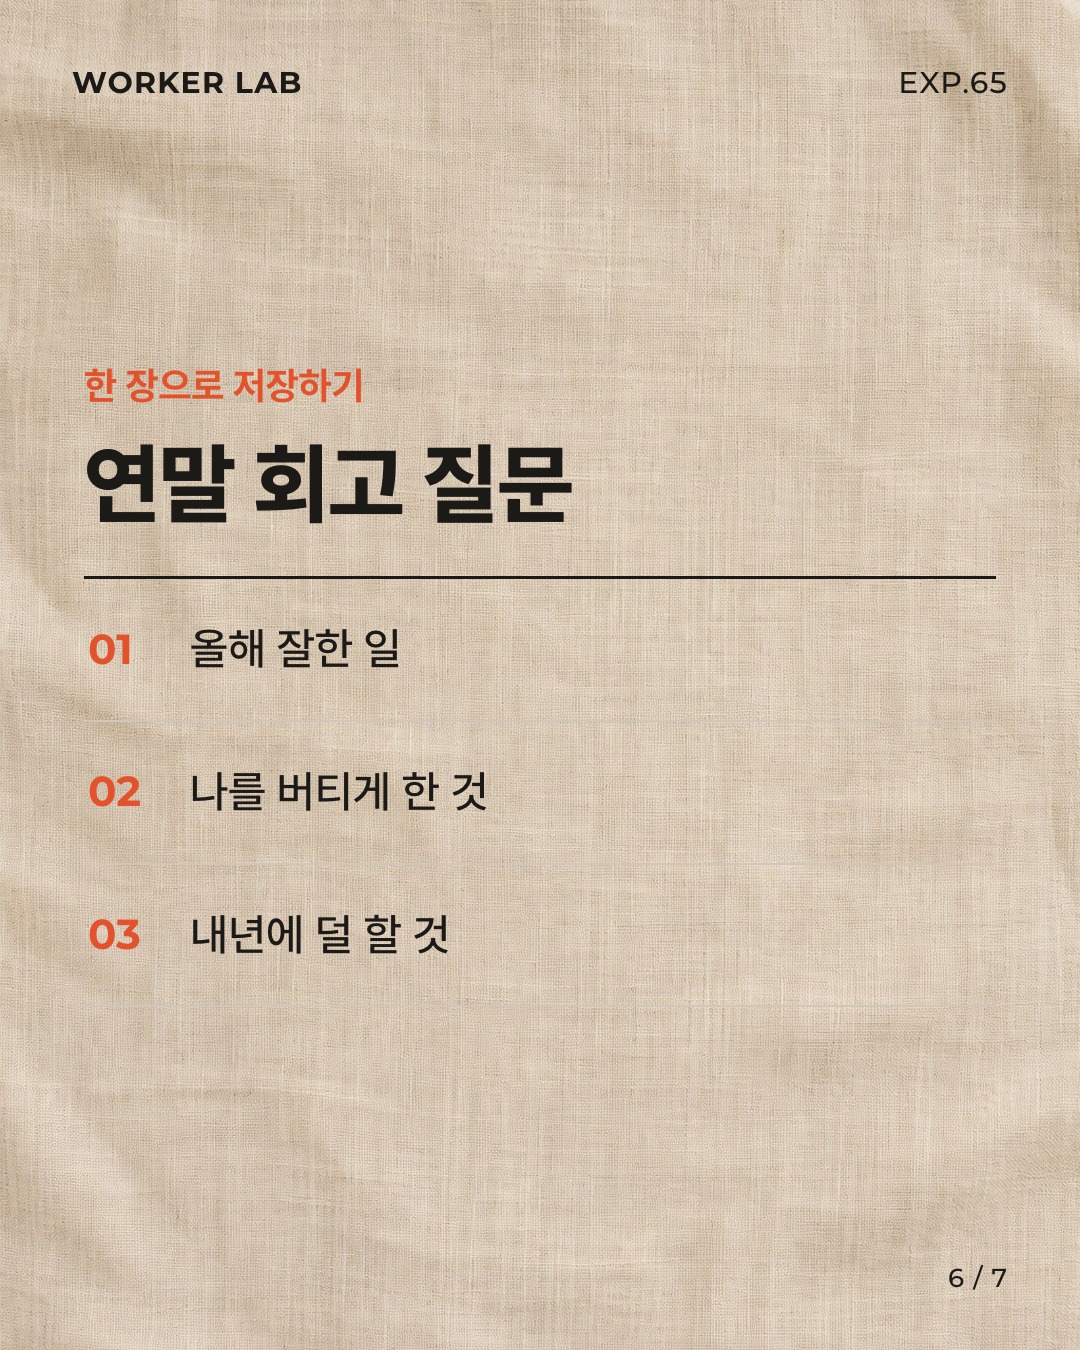 WORKER LAB
EXP.65
한 장으로 저장하기
연말 회고 질문
01 올해 잘한 일
02 나를 버티게 한 것
03 내년에 덜 할 것
6 / 7